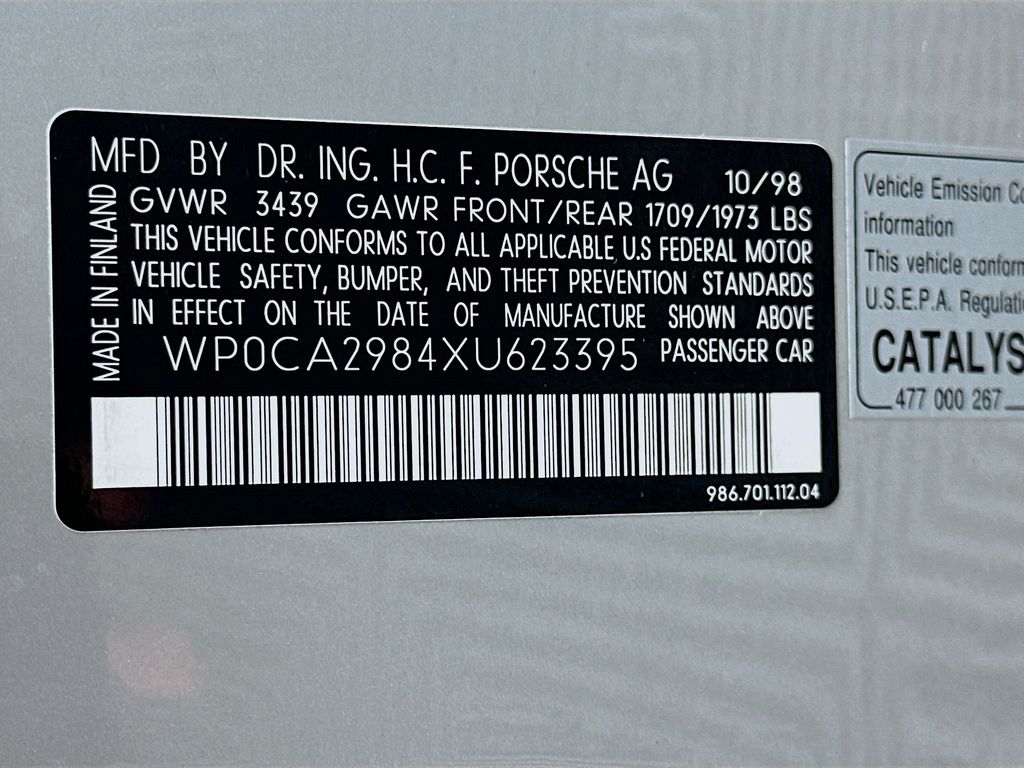 MFD BY DR. ING. H.C. F. PORSCHE AG 10/98
GVWR 3439 GAWR FRONT/REAR 1709/1973 LBS
THIS VEHICLE CONFORMS TO ALL APPLICABLE U.S FEDERAL MOTOR
VEHICLE SAFETY, BUMPER, AND THEFT PREVENTION STANDARDS
IN EFFECT ON THE DATE OF MANUFACTURE SHOWN ABOVE
WP0CA2984XU623395 PASSENGER CAR
MADE IN FINLAND
986.701.112.04
Vehicle Emission
information
This vehicle
U.S.E.P.A.
477 000 267